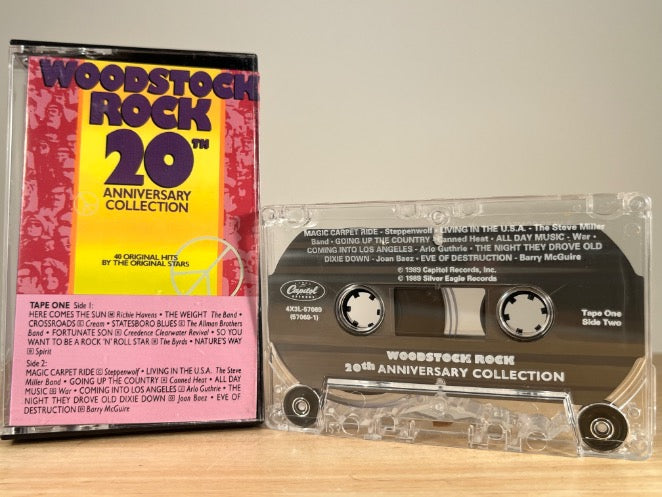 WOODSTOCK
ROCK
20TH
ANNIVERSARY
COLLECTION
40 ORIGINAL HITS
BY THE ORIGINAL STARS
TAPE ONE Side 1:
HERE COMES THE SUN Richie Havens • THE WEIGHT The Band •
CROSSROADS Cream • STATESBORO BLUES The Allman Brothers
Band • FORTUNATE SON Creedence Clearwater Revival • SO YOU
WANT TO BE A ROCK 'N' ROLL STAR The Byrds • NATURE'S WAY
Spirit
Side 2:
MAGIC CARPET RIDE Steppenwolf • LIVING IN THE U.S.A. The Steve
Miller Band • GOING UP THE COUNTRY Canned Heat • ALL DAY
MUSIC War • COMING INTO LOS ANGELES Arlo Guthrie • THE
NIGHT THEY DROVE OLD DIXIE DOWN Joan Baez • EVE OF
DESTRUCTION Barry McGuire
MAGIC CARPET RIDE - Steppenwolf • LIVING IN THE U.S.A. - The Steve Miller
Band • GOING UP THE COUNTRY - Canned Heat • ALL DAY MUSIC - War •
COMING INTO LOS ANGELES - Arlo Guthrie • THE NIGHT THEY DROVE OLD
DIXIE DOWN - Joan Baez • EVE OF DESTRUCTION - Barry McGuire
© 1989 Capitol Records, Inc.
© 1989 Silver Eagle Records
Capitol
RECORDS
4X3L-57069
(57069-1)
Tape One
Side Two
WOODSTOCK ROCK
20th ANNIVERSARY COLLECTION